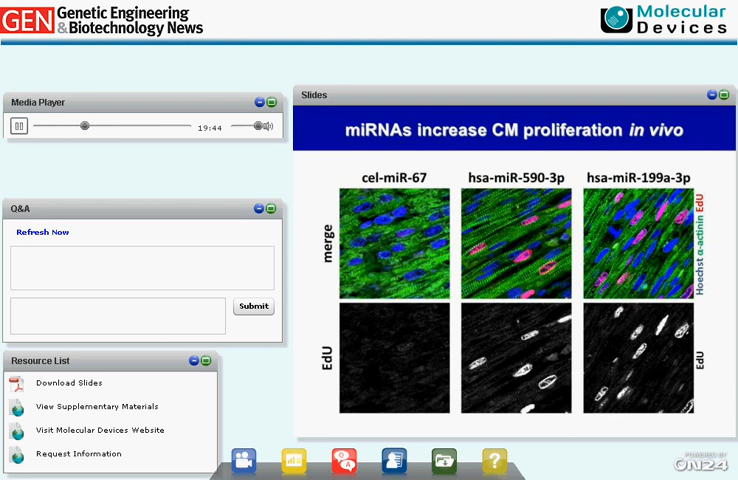 GEN Genetic Engineering
& Biotechnology News
Molecular
Devices
Media Player
19:44
Q&A
Refresh Now
Submit
Resource List
Download Slides
View Supplementary Materials
Visit Molecular Devices Website
Request Information
Slides
miRNAs increase CM proliferation in vivo
cel-miR-67 hsa-miR-590-3p hsa-miR-199a-3p
merge
Hoechst α-actinin EdU
EdU
EdU
Q
A
?
POWERED BY
ON24